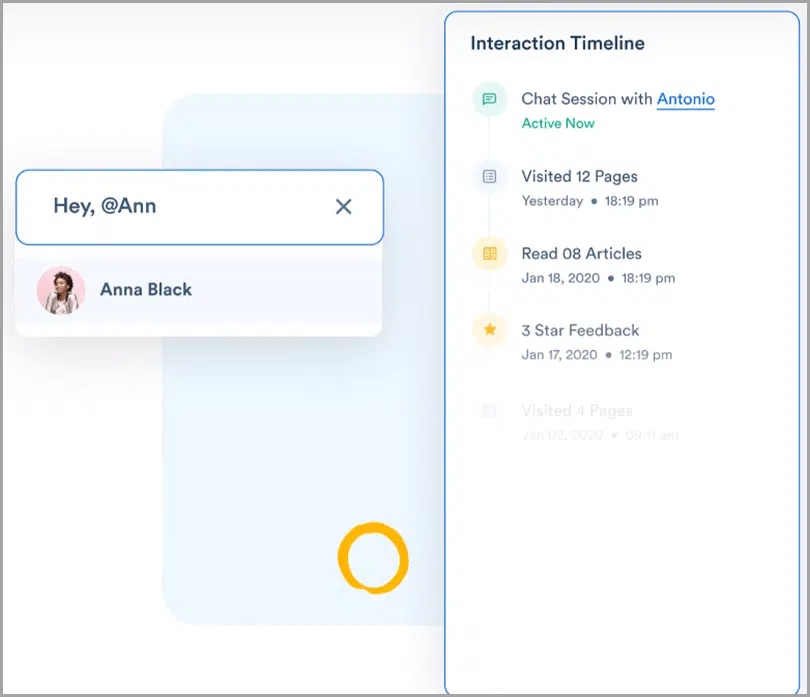 Interaction Timeline
Chat Session with Antonio
Active Now
Hey, @Ann
Visited 12 Pages
Yesterday • 18:19 pm
Anna Black
Read 08 Articles
Jan 18, 2020 • 18:19 pm
3 Star Feedback
Jan 17, 2020 • 12:19 pm
Visited 4 Pages
Jan 02, 2020 • 09:11 am